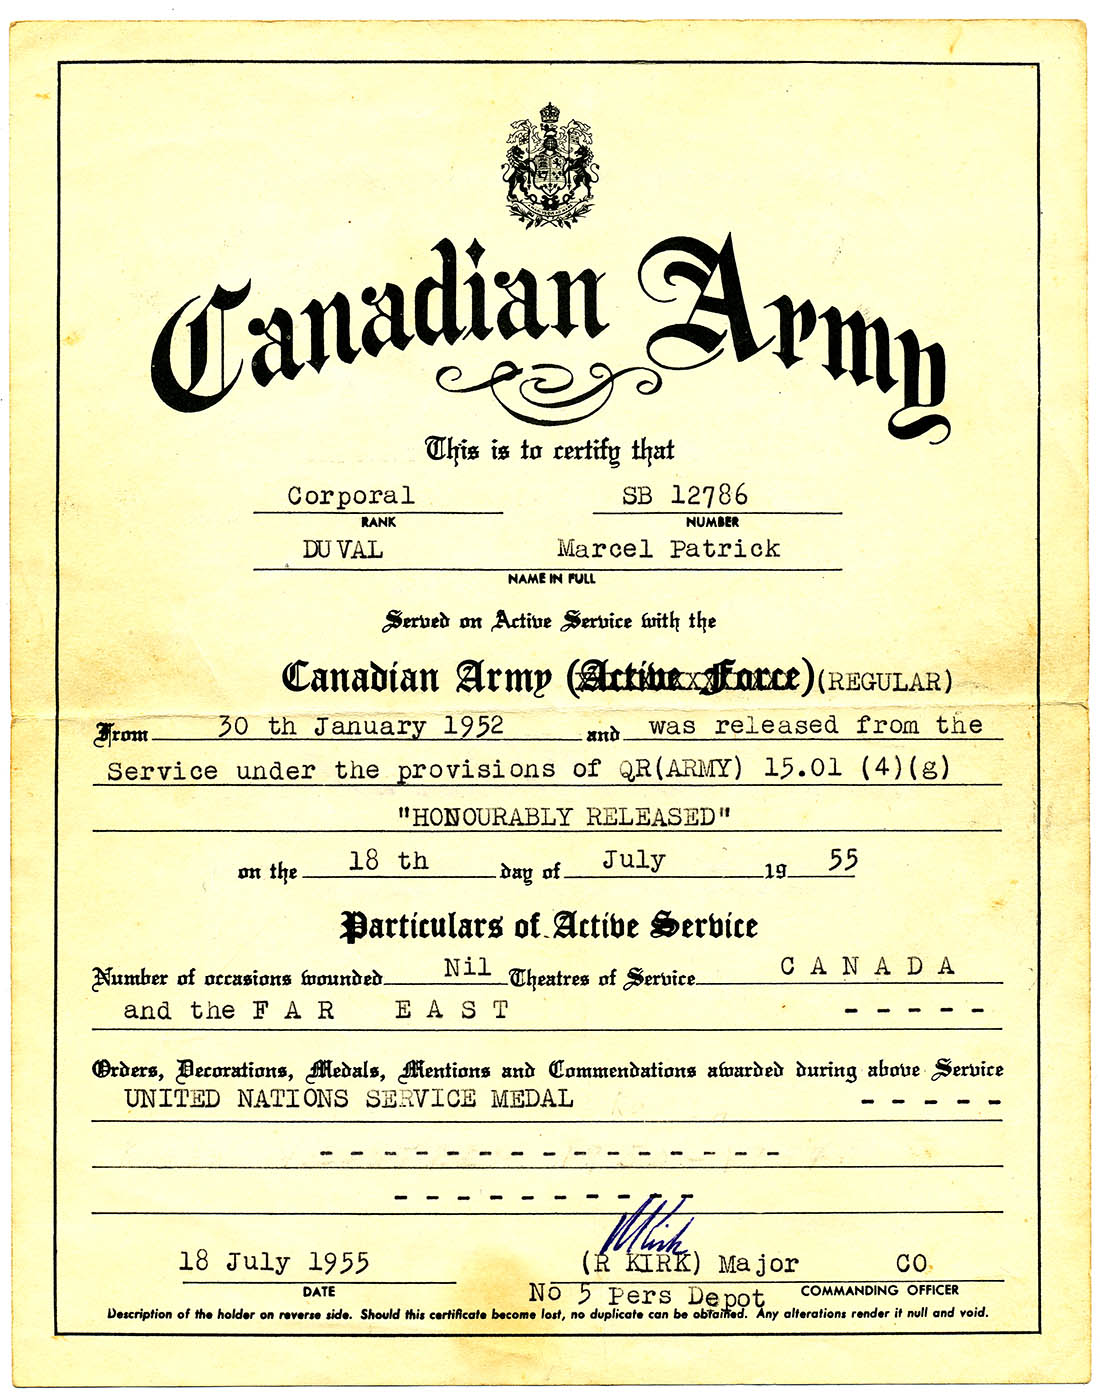 Canadian Army
This is to certify that
Corporal SB 12786
RANK NUMBER
DUVAL Marcel Patrick
NAME IN FULL
Served on Active Service with the
Canadian Army (Active Force) (REGULAR)
From 30 th January 1952 and was released from the
Service under the provisions of QR(ARMY) 15.01 (4)(g)
"HONOURABLY RELEASED"
on the 18 th day of July 19 55
Particulars of Active Service
Number of occasions wounded Nil Theatres of Service C A N A D A
and the F A R E A S T - - - - -
Orders, Decorations, Medals, Mentions and Commendations awarded during above Service
UNITED NATIONS SERVICE MEDAL - - - - -
- - - - - - - - - - - - - - -
- - - - - - - - - -
R Kirk
18 July 1955 (R KIRK) Major CO
DATE No 5 Pers Depot COMMANDING OFFICER
Description of the holder on reverse side. Should this certificate become lost, no duplicate can be obtained. Any alterations render it null and void.